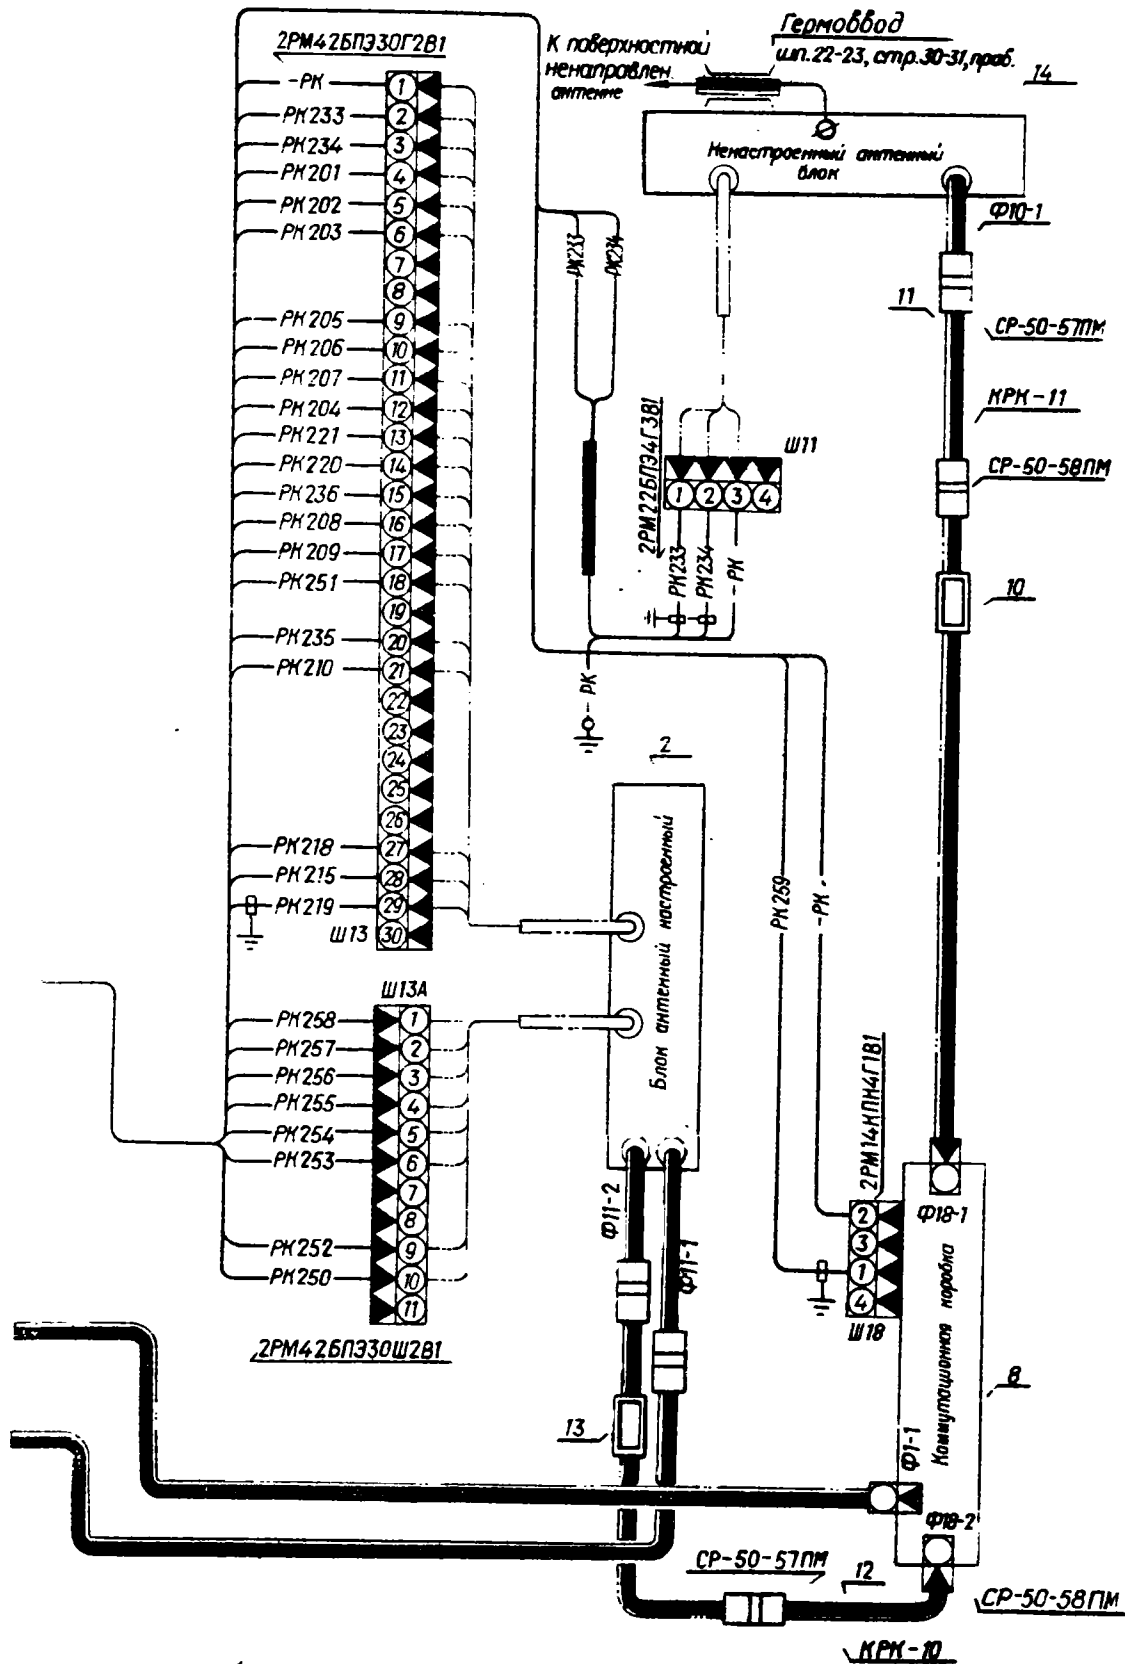 2РМ42БПЭ30Г2В1
К поверхностной
ненаправлен.
антенне
Гермоввод
шп.22-23, стр.30-31, прав.
14
Ненастроенный антенный
блок
Ф10-1
11
СР-50-57ПМ
КРК-11
СР-50-58ПМ
10
-РК 1
РК233 2
РК234 3
РК201 4
РК202 5
РК203 6
7
8
РК205 9
РК206 10
РК207 11
РК204 12
РК221 13
РК220 14
РК236 15
РК208 16
РК209 17
РК251 18
19
РК235 20
РК210 21
22
23
24
25
26
РК218 27
РК215 28
РК219 29
Ш13 30
РК233
РК234
2РМ22БПЭ4Г3В1
Ш11
1 2 3 4
РК233
РК234
-РК
РК
2
Блок антенный настроенный
РК259
-РК
Ш13А
РК258 1
РК257 2
РК256 3
РК255 4
РК254 5
РК253 6
7
8
РК252 9
РК250 10
11
2РМ42БПЭ30Ш2В1
Ф11-2
Ф11-1
13
2РМ14НПН4Г1В1
2
3
1
4
Ш18
Ф18-1
Коммутационная коробка
8
Ф1-1
Ф18-2
СР-50-57ПМ
12
СР-50-58ПМ
КРК-10